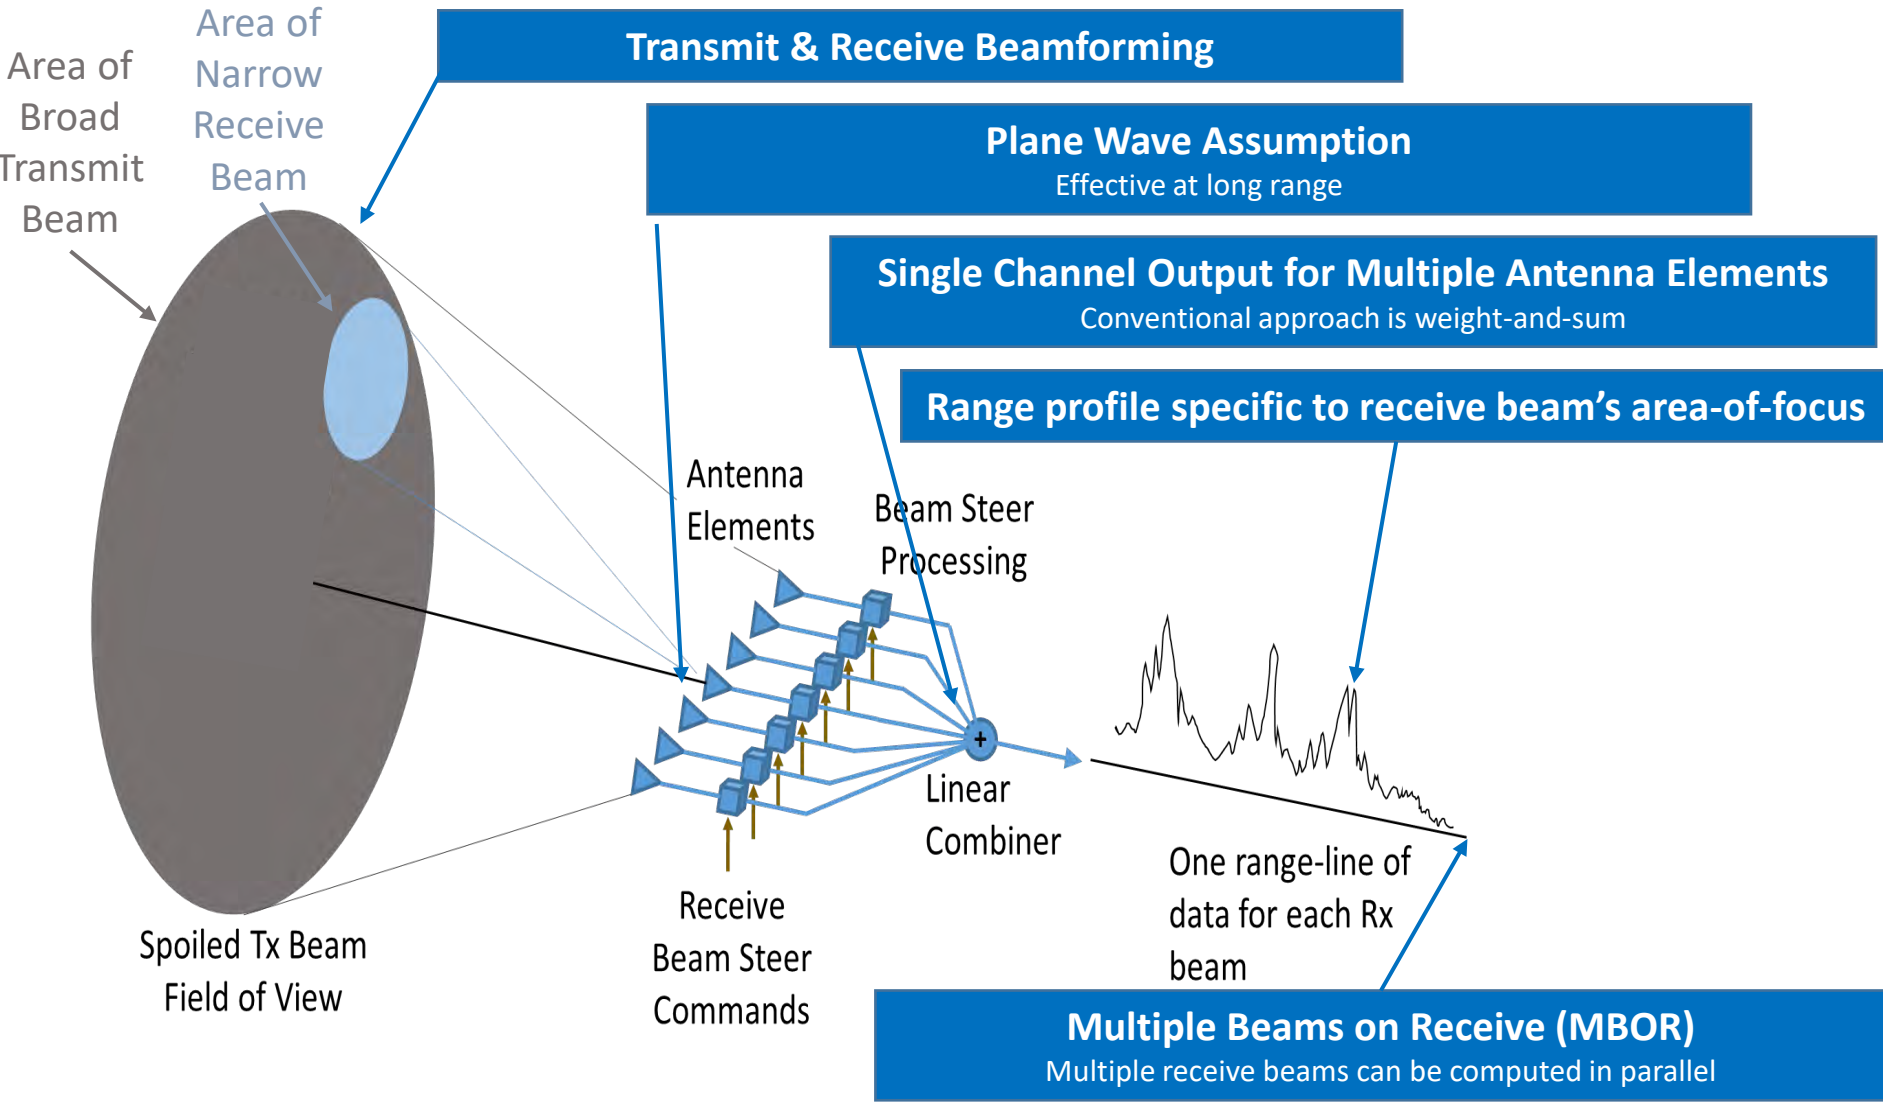 Area of
Broad
Transmit
Beam
Area of
Narrow
Receive
Beam
Transmit & Receive Beamforming
Plane Wave Assumption
Effective at long range
Single Channel Output for Multiple Antenna Elements
Conventional approach is weight-and-sum
Range profile specific to receive beam's area-of-focus
Antenna
Elements
Beam Steer
Processing
+
Linear
Combiner
One range-line of
data for each Rx
beam
Receive
Beam Steer
Commands
Spoiled Tx Beam
Field of View
Multiple Beams on Receive (MBOR)
Multiple receive beams can be computed in parallel